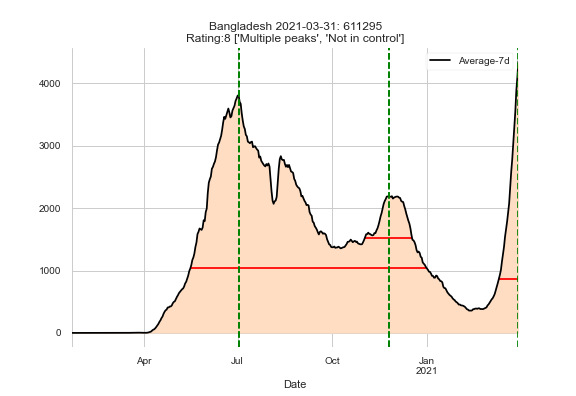 Bangladesh 2021-03-31: 611295
Rating:8 ['Multiple peaks', 'Not in control']
Average-7d
4000
3000
2000
1000
0
Apr
Jul
Oct
Jan
2021
Date